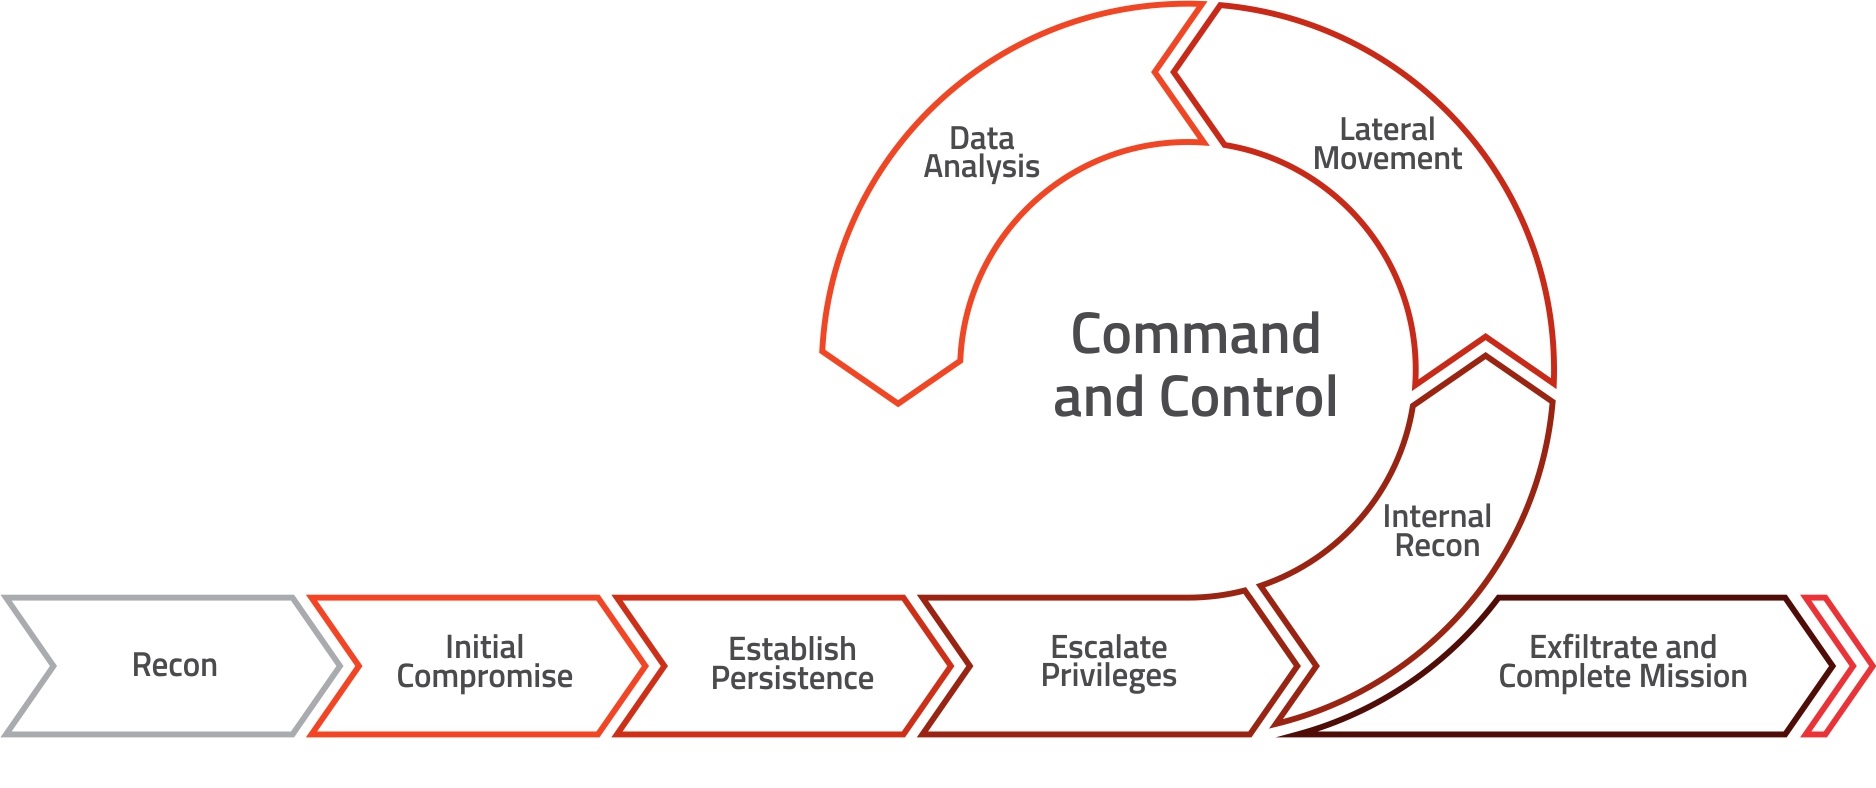 Data
Analysis
Lateral
Movement
Command
and Control
Internal
Recon
Recon
Initial
Compromise
Establish
Persistence
Escalate
Privileges
Exfiltrate and
Complete Mission